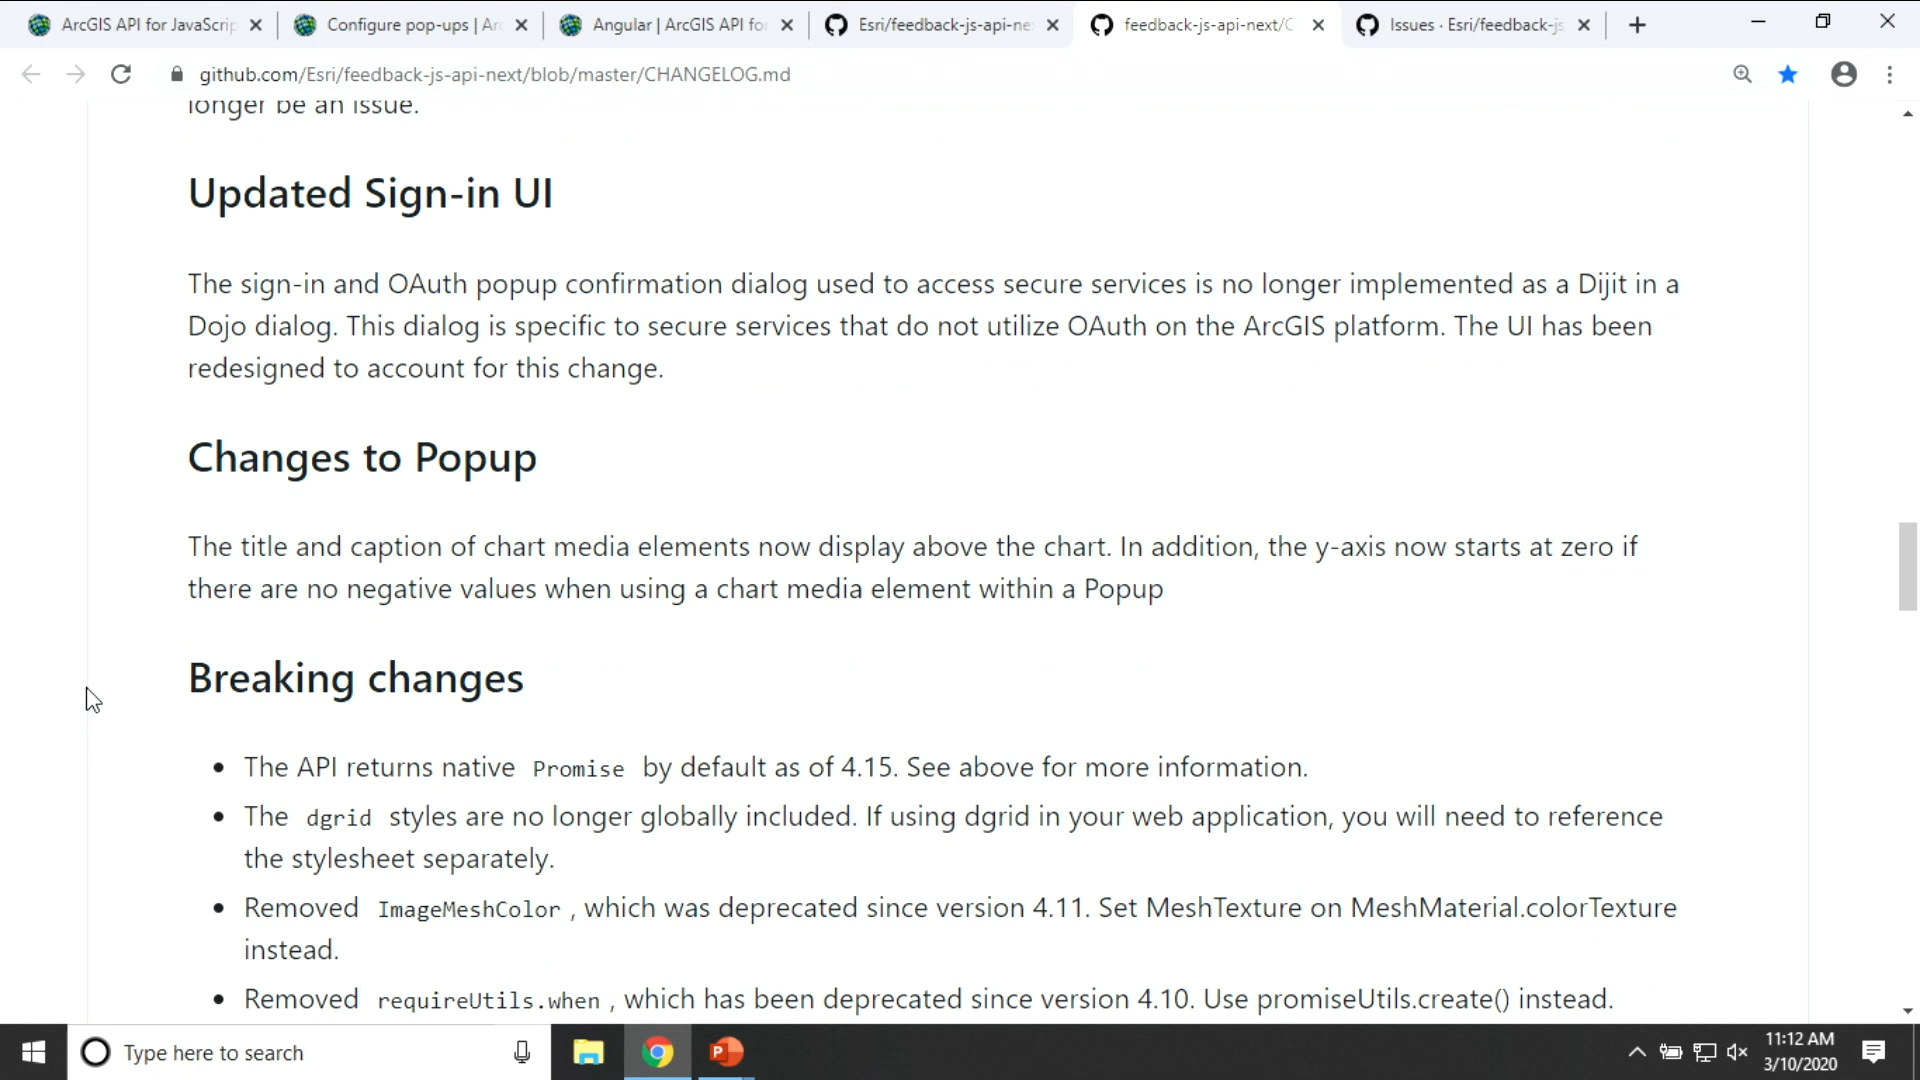 ArcGIS API for JavaScrip
Configure pop-ups | Arc
Angular | ArcGIS API for
Esri/feedback-js-api-ne
feedback-js-api-next/C
Issues · Esri/feedback-js
github.com/Esri/feedback-js-api-next/blob/master/CHANGELOG.md
longer be an issue.
Updated Sign-in UI
The sign-in and OAuth popup confirmation dialog used to access secure services is no longer implemented as a Dijit in a
Dojo dialog. This dialog is specific to secure services that do not utilize OAuth on the ArcGIS platform. The UI has been
redesigned to account for this change.
Changes to Popup
The title and caption of chart media elements now display above the chart. In addition, the y-axis now starts at zero if
there are no negative values when using a chart media element within a Popup
Breaking changes
• The API returns native Promise by default as of 4.15. See above for more information.
• The dgrid styles are no longer globally included. If using dgrid in your web application, you will need to reference
the stylesheet separately.
• Removed ImageMeshColor , which was deprecated since version 4.11. Set MeshTexture on MeshMaterial.colorTexture
instead.
• Removed requireUtils.when , which has been deprecated since version 4.10. Use promiseUtils.create() instead.
Type here to search
11:12 AM
3/10/2020